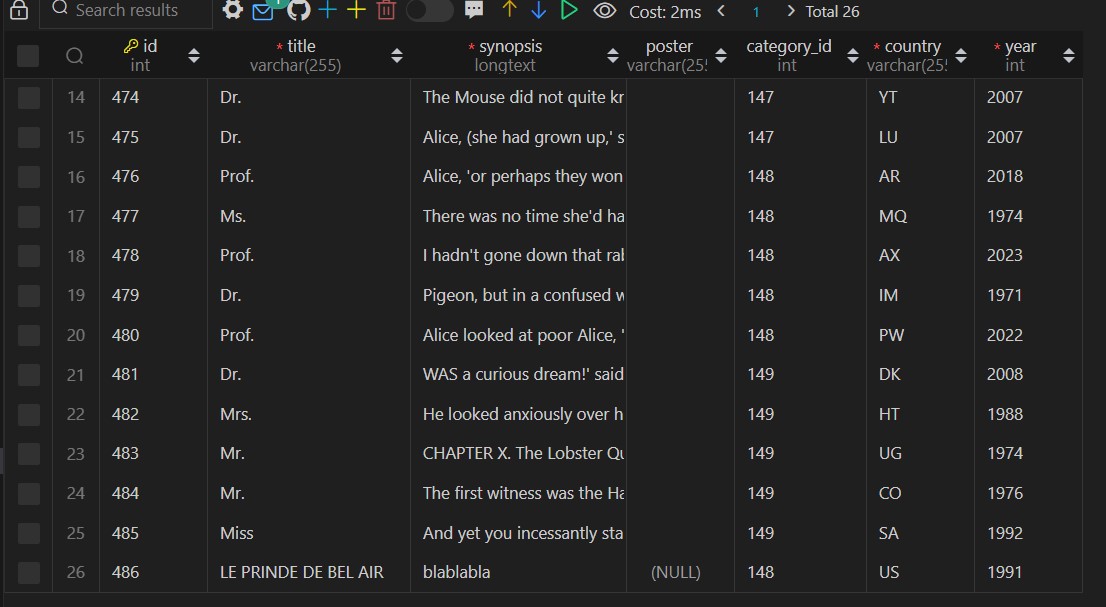 Search results Cost: 2ms 1 Total 26
id * title * synopsis poster category_id * country * year
int varchar(255) longtext varchar(25 int varchar(25 int
14 474 Dr. The Mouse did not quite kr 147 YT 2007
15 475 Dr. Alice, (she had grown up,' s 147 LU 2007
16 476 Prof. Alice, 'or perhaps they won 148 AR 2018
17 477 Ms. There was no time she'd ha 148 MQ 1974
18 478 Prof. I hadn't gone down that ral 148 AX 2023
19 479 Dr. Pigeon, but in a confused w 148 IM 1971
20 480 Prof. Alice looked at poor Alice, ' 148 PW 2022
21 481 Dr. WAS a curious dream!' said 149 DK 2008
22 482 Mrs. He looked anxiously over h 149 HT 1988
23 483 Mr. CHAPTER X. The Lobster Qu 149 UG 1974
24 484 Mr. The first witness was the Ha 149 CO 1976
25 485 Miss And yet you incessantly sta 149 SA 1992
26 486 LE PRINDE DE BEL AIR blablabla (NULL) 148 US 1991